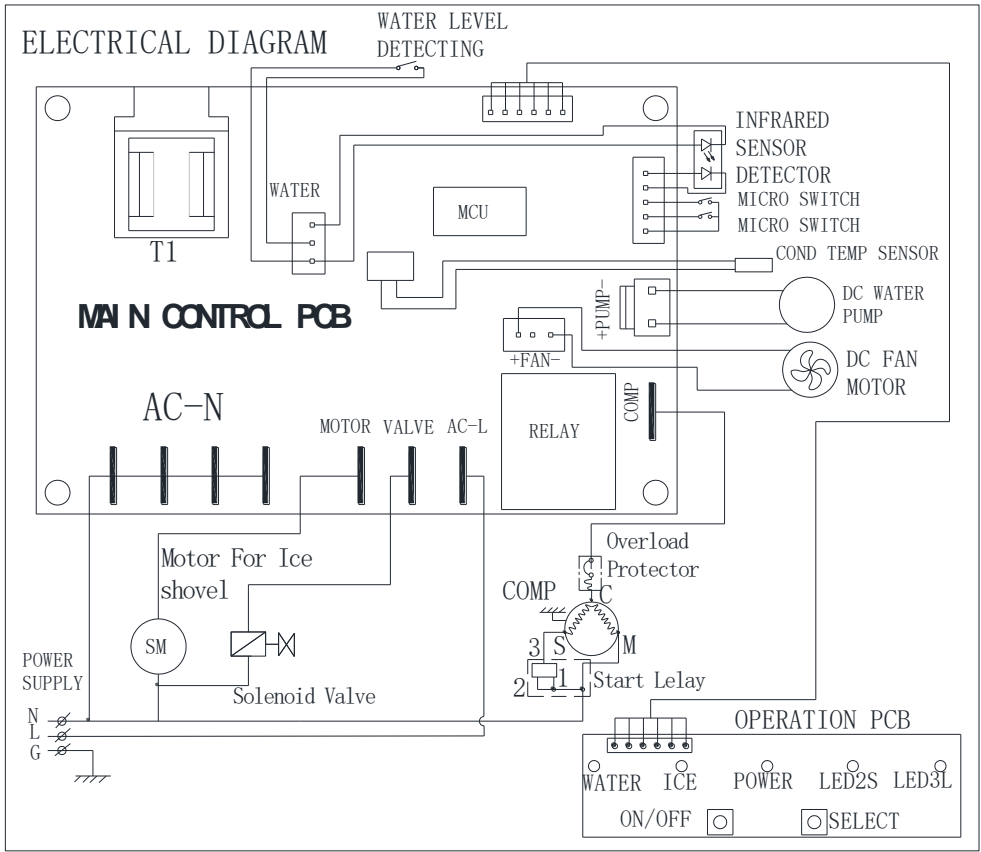 WATER LEVEL
DETECTING
ELECTRICAL DIAGRAM
INFRARED
SENSOR
DETECTOR
MICRO SWITCH
MICRO SWITCH
WATER
MCU
T1
COND TEMP SENSOR
MAIN CONTROL PCB
+PUMP-
DC WATER
PUMP
+FAN-
DC FAN
MOTOR
AC-N
MOTOR VALVE AC-L
RELAY
COMP
Motor For Ice
shovel
Overload
Protector
COMP
C
SM
3 S M
POWER
SUPPLY
2 1 Start Lelay
Solenoid Valve
N
L
G
OPERATION PCB
WATER ICE POWER LED2S LED3L
ON/OFF SELECT